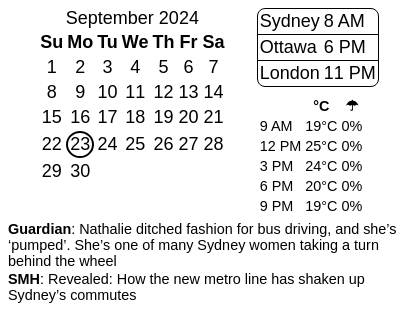 September 2024
Su Mo Tu We Th Fr Sa
1 2 3 4 5 6 7
8 9 10 11 12 13 14
15 16 17 18 19 20 21
22 23 24 25 26 27 28
29 30
Sydney 8 AM
Ottawa 6 PM
London 11 PM
°C ☂
9 AM 19°C 0%
12 PM 25°C 0%
3 PM 24°C 0%
6 PM 20°C 0%
9 PM 19°C 0%
Guardian: Nathalie ditched fashion for bus driving, and she’s
‘pumped’. She’s one of many Sydney women taking a turn
behind the wheel
SMH: Revealed: How the new metro line has shaken up
Sydney’s commutes